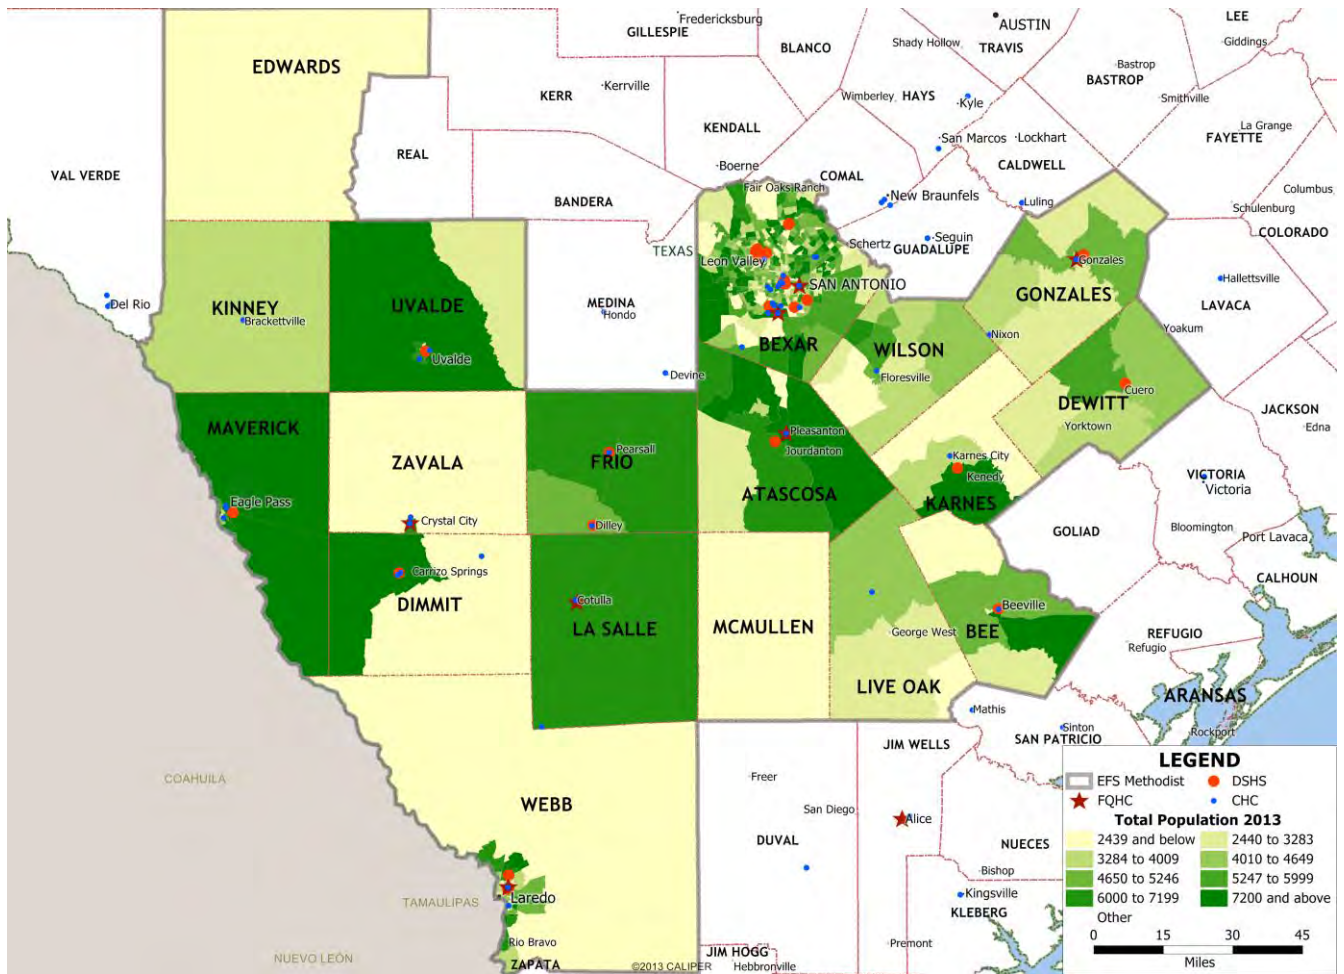 Fredericksburg
GILLESPIE
AUSTIN
LEE
Giddings
BLANCO
Shady Hollow
TRAVIS
EDWARDS
Bastrop
BASTROP
KERR
Kerrville
Wimberley
HAYS
Kyle
Smithville
La Grange
FAYETTE
KENDALL
San Marcos
Lockhart
CALDWELL
REAL
Boerne
VAL VERDE
Fair Oaks Ranch
COMAL
New Braunfels
Luling
Columbus
BANDERA
Schulenburg
COLORADO
TEXAS
Schertz
Seguin
GUADALUPE
Leon Valley
Gonzales
Hallettsville
Del Rio
KINNEY
Brackettville
UVALDE
MEDINA
Hondo
SAN ANTONIO
GONZALES
LAVACA
Uvalde
BEXAR
WILSON
Nixon
Yoakum
Devine
Floresville
Cuero
DEWITT
JACKSON
Edna
MAVERICK
Pleasanton
Yorktown
Pearsall
FRIO
Jourdanton
ZAVALA
Karnes City
Kenedy
VICTORIA
Victoria
ATASCOSA
KARNES
Eagle Pass
Crystal City
Dilley
GOLIAD
Bloomington
Port Lavaca
Carrizo Springs
CALHOUN
DIMMIT
Cotulla
LA SALLE
MCMULLEN
Beeville
George West
BEE
REFUGIO
Refugio
LIVE OAK
ARANSAS
Mathis
Sinton
Rockport
SAN PATRICIO
JIM WELLS
COAHUILA
Freer
WEBB
San Diego
Alice
DUVAL
NUECES
Bishop
Laredo
Kingsville
TAMAULIPAS
KLEBERG
Rio Bravo
Premont
NUEVO LEÓN
ZAPATA
JIM HOGG
©2013 CALIPER
Hebbronville
LEGEND
EFS Methodist
DSHS
FQHC
CHC
Total Population 2013
2439 and below
2440 to 3283
3284 to 4009
4010 to 4649
4650 to 5246
5247 to 5999
6000 to 7199
7200 and above
Other
0 15 30 45
Miles